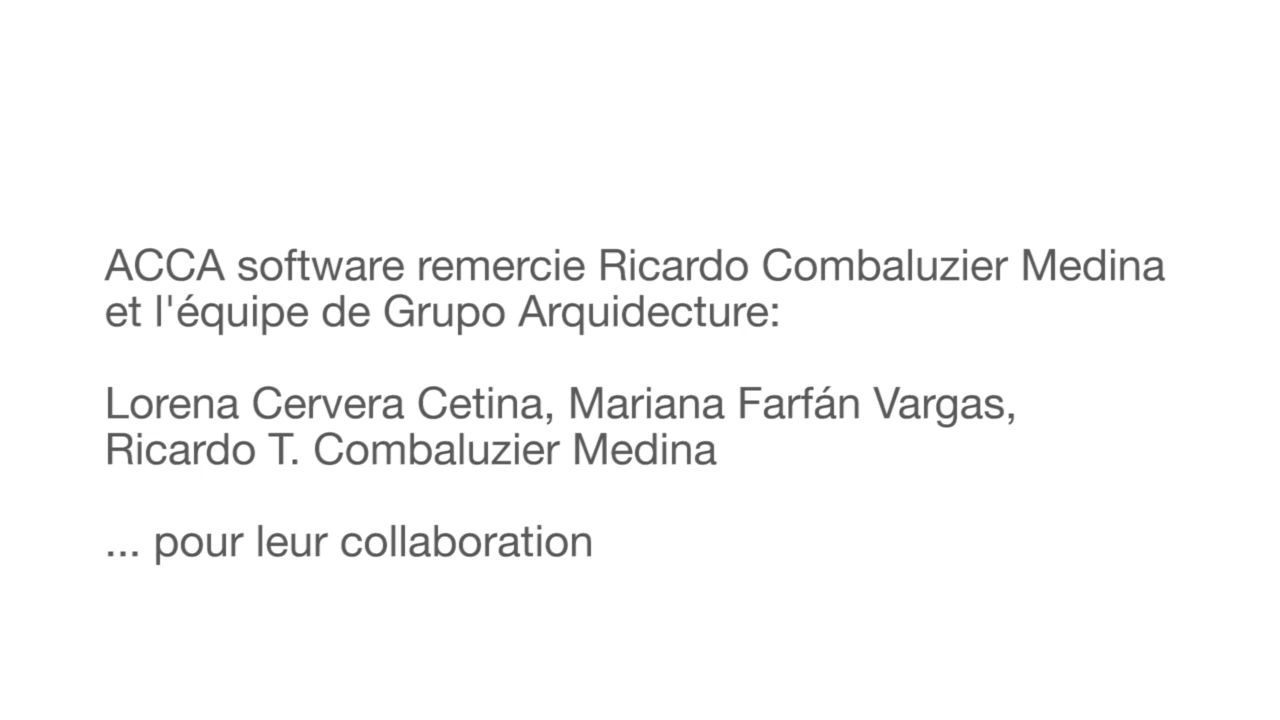 ACCA software remercie Ricardo Combaluzier Medina
et l'équipe de Grupo Arquidecture:
Lorena Cervera Cetina, Mariana Farfán Vargas,
Ricardo T. Combaluzier Medina
... pour leur collaboration